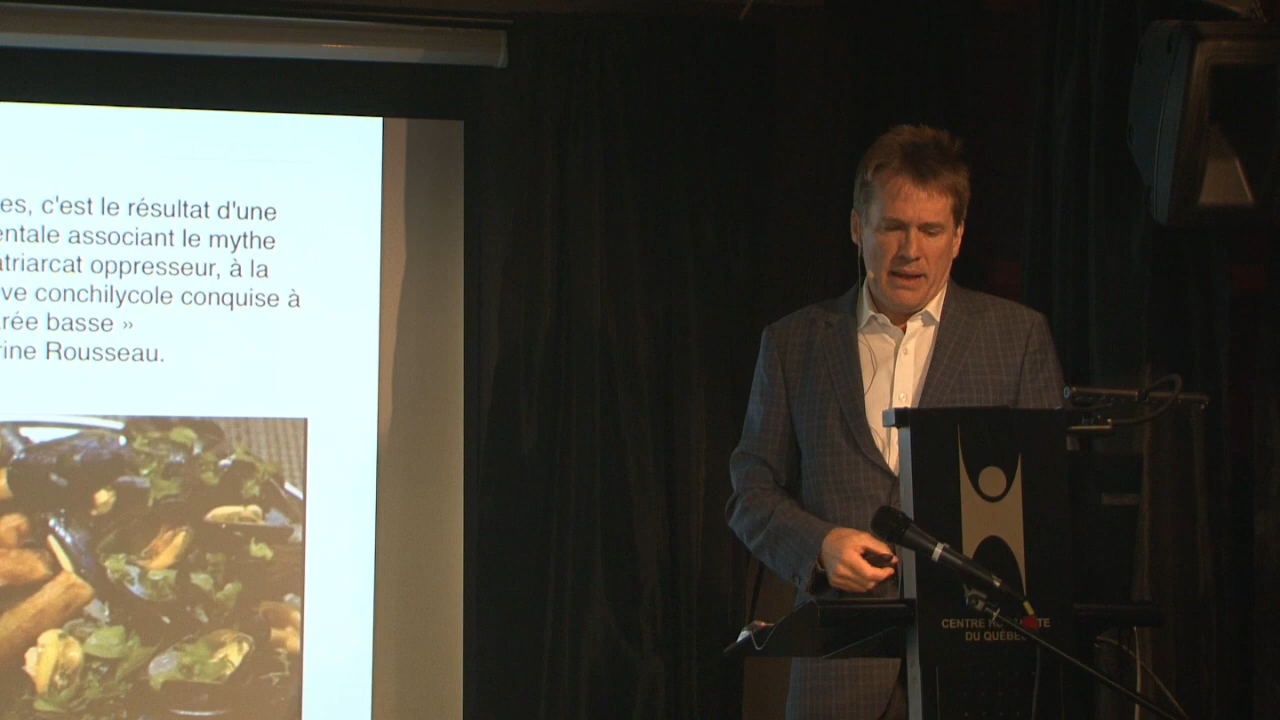 es, c'est le résultat d'une
entale associant le mythe
atriarcat oppresseur, à la
ve conchilycole conquise à
rée basse »
rine Rousseau.
CENTRE
DU QUÉBEC